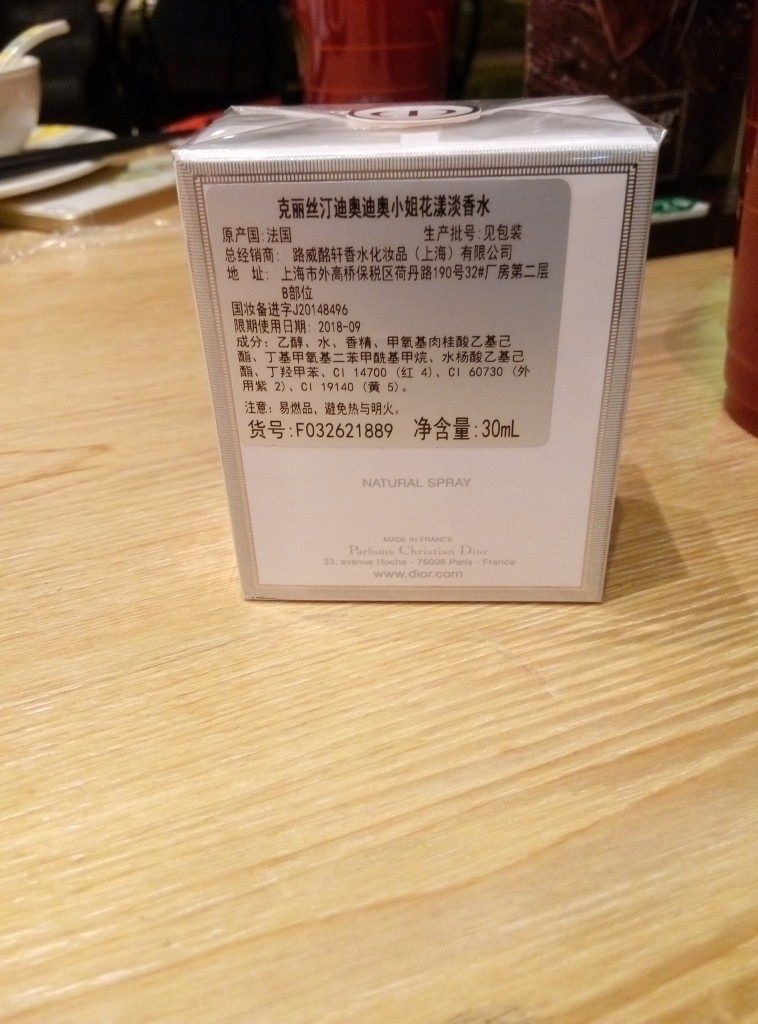 克丽丝汀迪奥迪奥小姐花漾淡香水
原产国:法国 生产批号:见包装
总经销商: 路威酩轩香水化妆品（上海）有限公司
地 址: 上海市外高桥保税区荷丹路190号32#厂房第二层
B部位
国妆备进字J20148496
限期使用日期: 2018-09
成分: 乙醇、水、香精、甲氧基肉桂酸乙基己
酯、丁基甲氧基二苯甲酰基甲烷、水杨酸乙基己
酯、丁羟甲苯、CI 14700 (红 4)、CI 60730 (外
用紫 2)、CI 19140 (黄 5)。
注意: 易燃品, 避免热与明火。
货号:F032621889 净含量:30mL
NATURAL SPRAY
MADE IN FRANCE
Parfums Christian Dior
33, avenue Hoche - 75008 Paris - France
www.dior.com